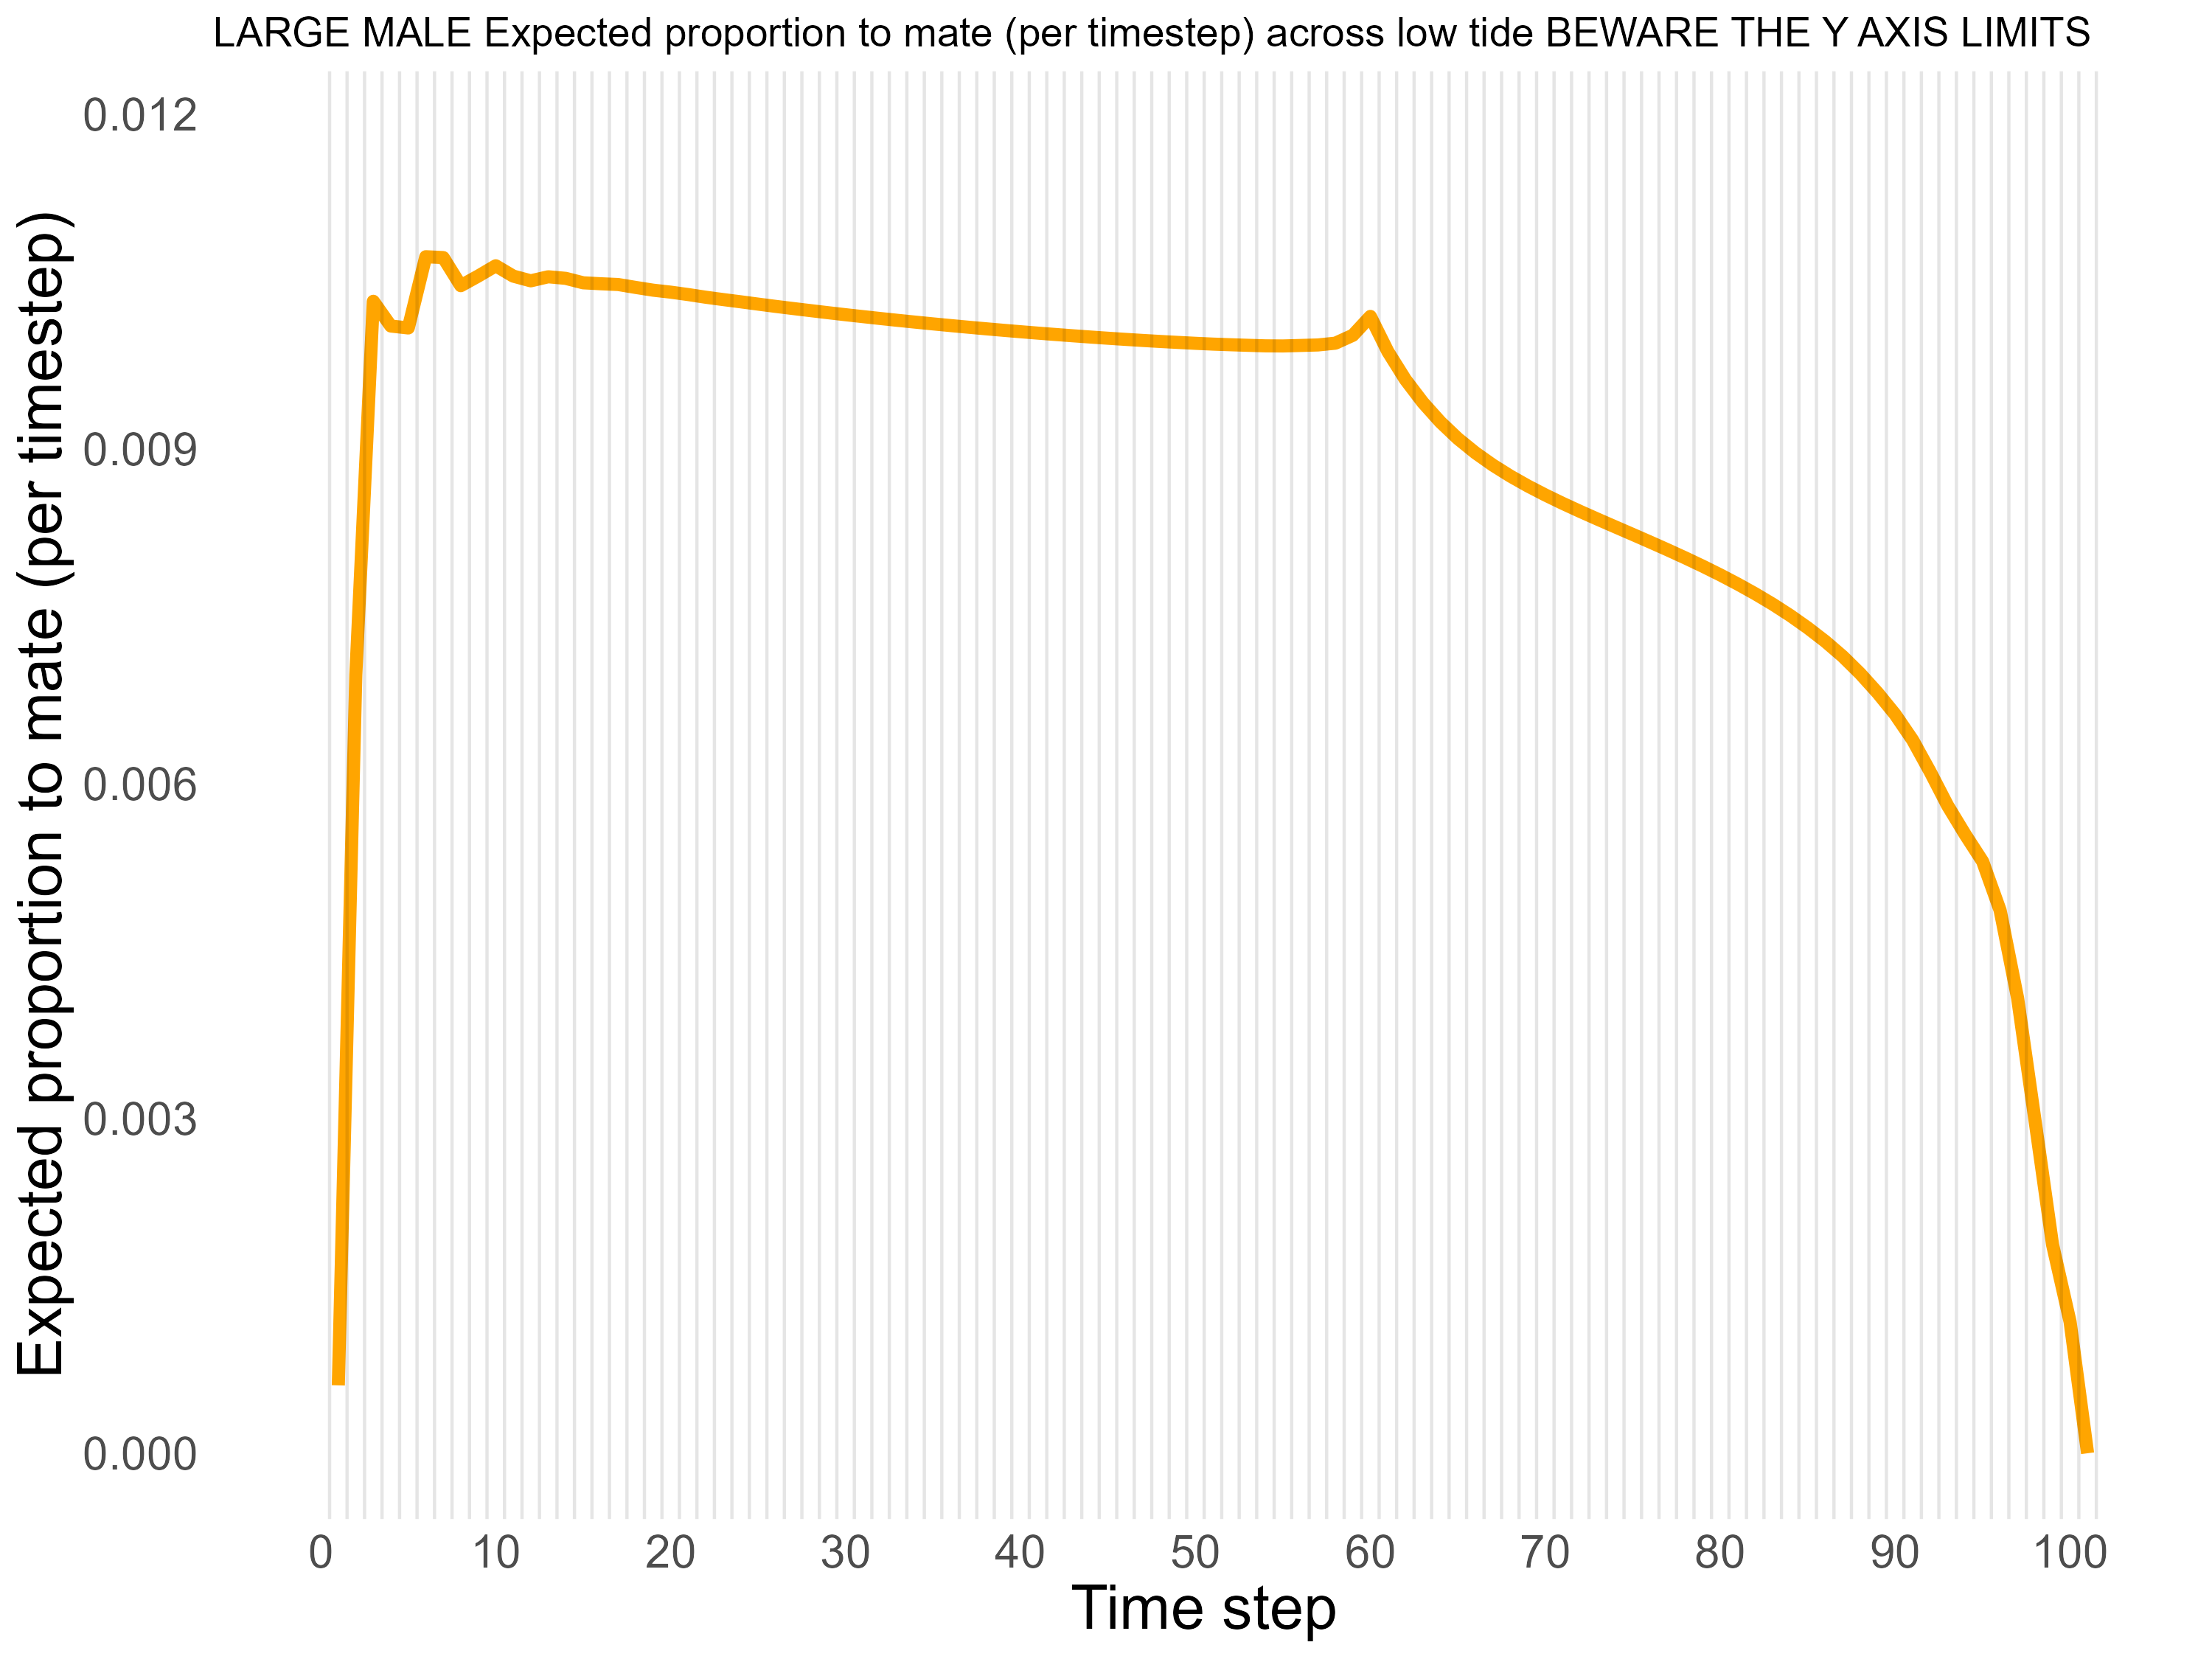 LARGE MALE Expected proportion to mate (per timestep) across low tide BEWARE THE Y AXIS LIMITS
Expected proportion to mate (per timestep)
0.012
0.009
0.006
0.003
0.000
0 10 20 30 40 50 60 70 80 90 100
Time step